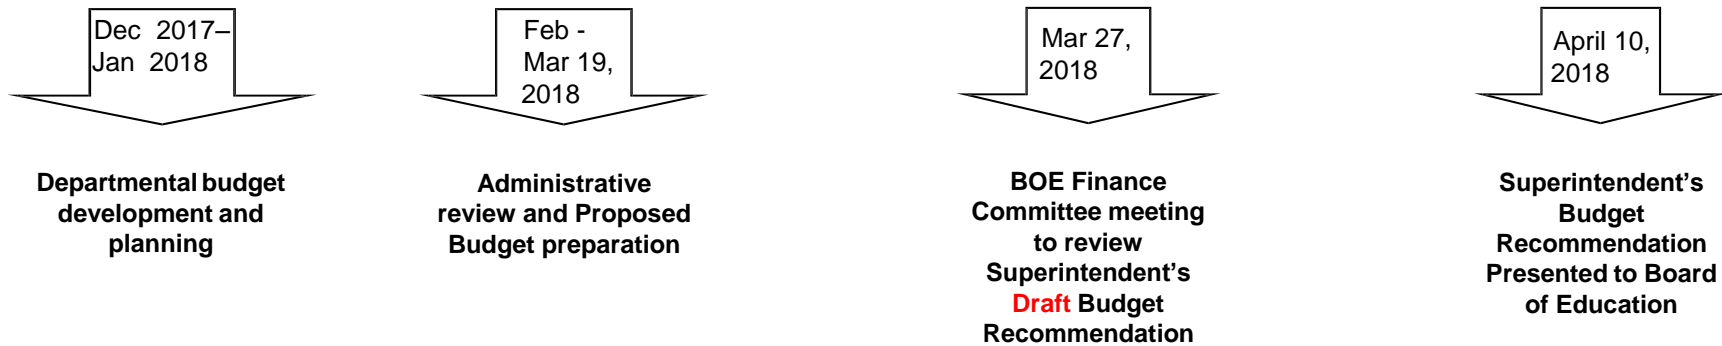 Dec 2017–
Jan 2018
Feb -
Mar 19,
2018
Mar 27,
2018
April 10,
2018
Departmental budget
development and
planning
Administrative
review and Proposed
Budget preparation
BOE Finance
Committee meeting
to review
Superintendent’s
Draft Budget
Recommendation
Superintendent’s
Budget
Recommendation
Presented to Board
of Education